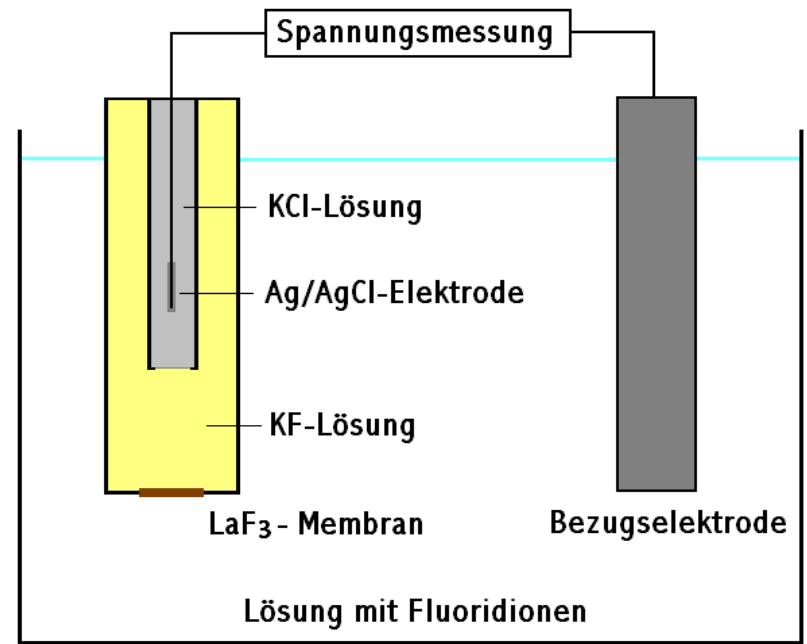 Spannungsmessung
KCl-Lösung
Ag/AgCl-Elektrode
KF-Lösung
LaF₃ - Membran
Bezugselektrode
Lösung mit Fluoridionen